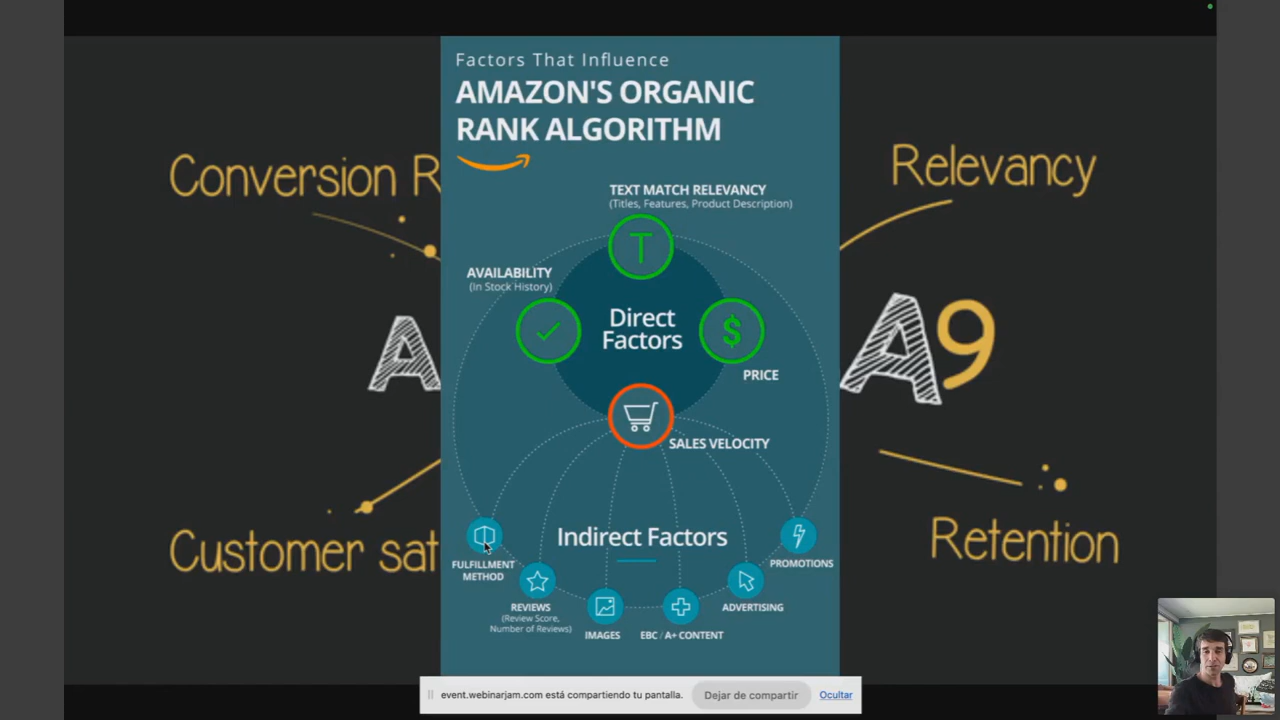 Factors That Influence
AMAZON'S ORGANIC
RANK ALGORITHM
Conversion R
Relevancy
TEXT MATCH RELEVANCY
(Titles, Features, Product Description)
T
AVAILABILITY
(In Stock History)
Direct
Factors
$
PRICE
A
A9
SALES VELOCITY
Customer sat
Retention
Indirect Factors
FULFILLMENT
METHOD
PROMOTIONS
REVIEWS
(Review Score,
Number of Reviews)
IMAGES
EBC / A+ CONTENT
ADVERTISING
event.webinarjam.com está compartiendo tu pantalla.
Dejar de compartir
Ocultar